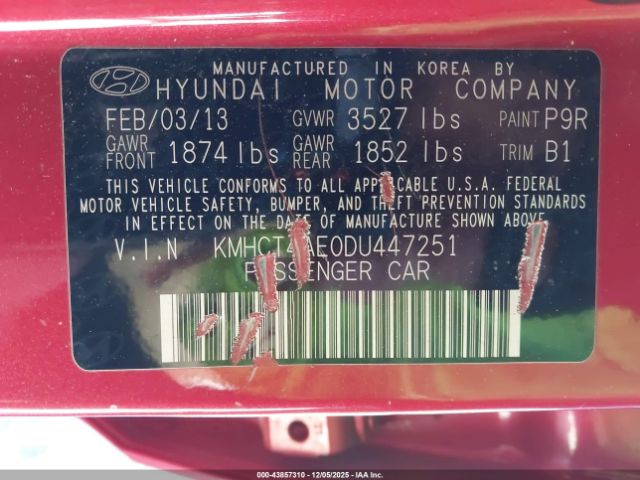 MANUFACTURED IN KOREA BY
HYUNDAI MOTOR COMPANY
FEB/03/13 GVWR 3527 lbs PAINT P9R
GAWR FRONT 1874 lbs GAWR REAR 1852 lbs TRIM B1
THIS VEHICLE CONFORMS TO ALL APPLICABLE U.S.A. FEDERAL
MOTOR VEHICLE SAFETY, BUMPER, AND THEFT PREVENTION STANDARDS
IN EFFECT ON THE DATE OF MANUFACTURE SHOWN ABOVE.
V.I.N KMHCT4AE0DU447251
PASSENGER CAR
000-43857310 - 12/05/2025 - IAA Inc.